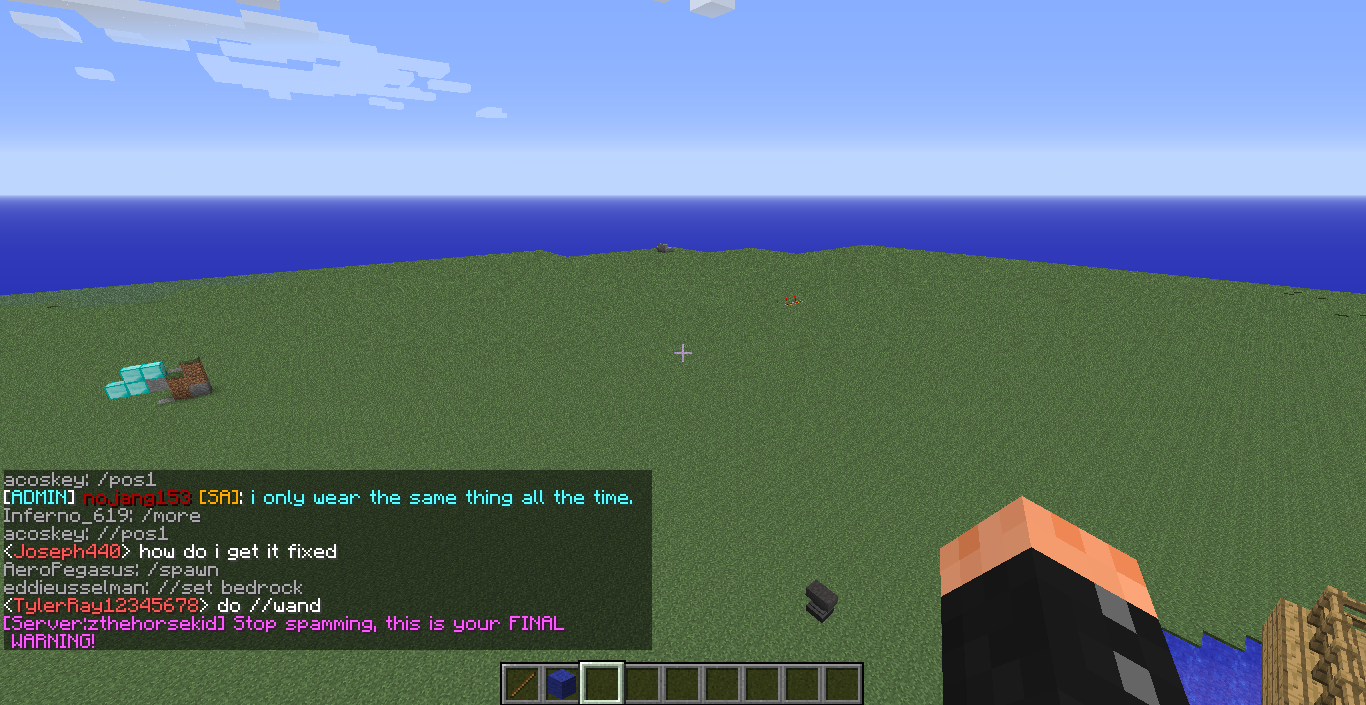 acoskey: /pos1
[ADMIN] nojang153 [SA]: i only wear the same thing all the time.
Inferno_619: /more
acoskey: //pos1
<Joseph440> how do i get it fixed
AeroPegasus: /spawn
eddieusselman: //set bedrock
<TylerRay12345678> do //wand
[Server:zthehorsekid] Stop spamming, this is your FINAL
WARNING!